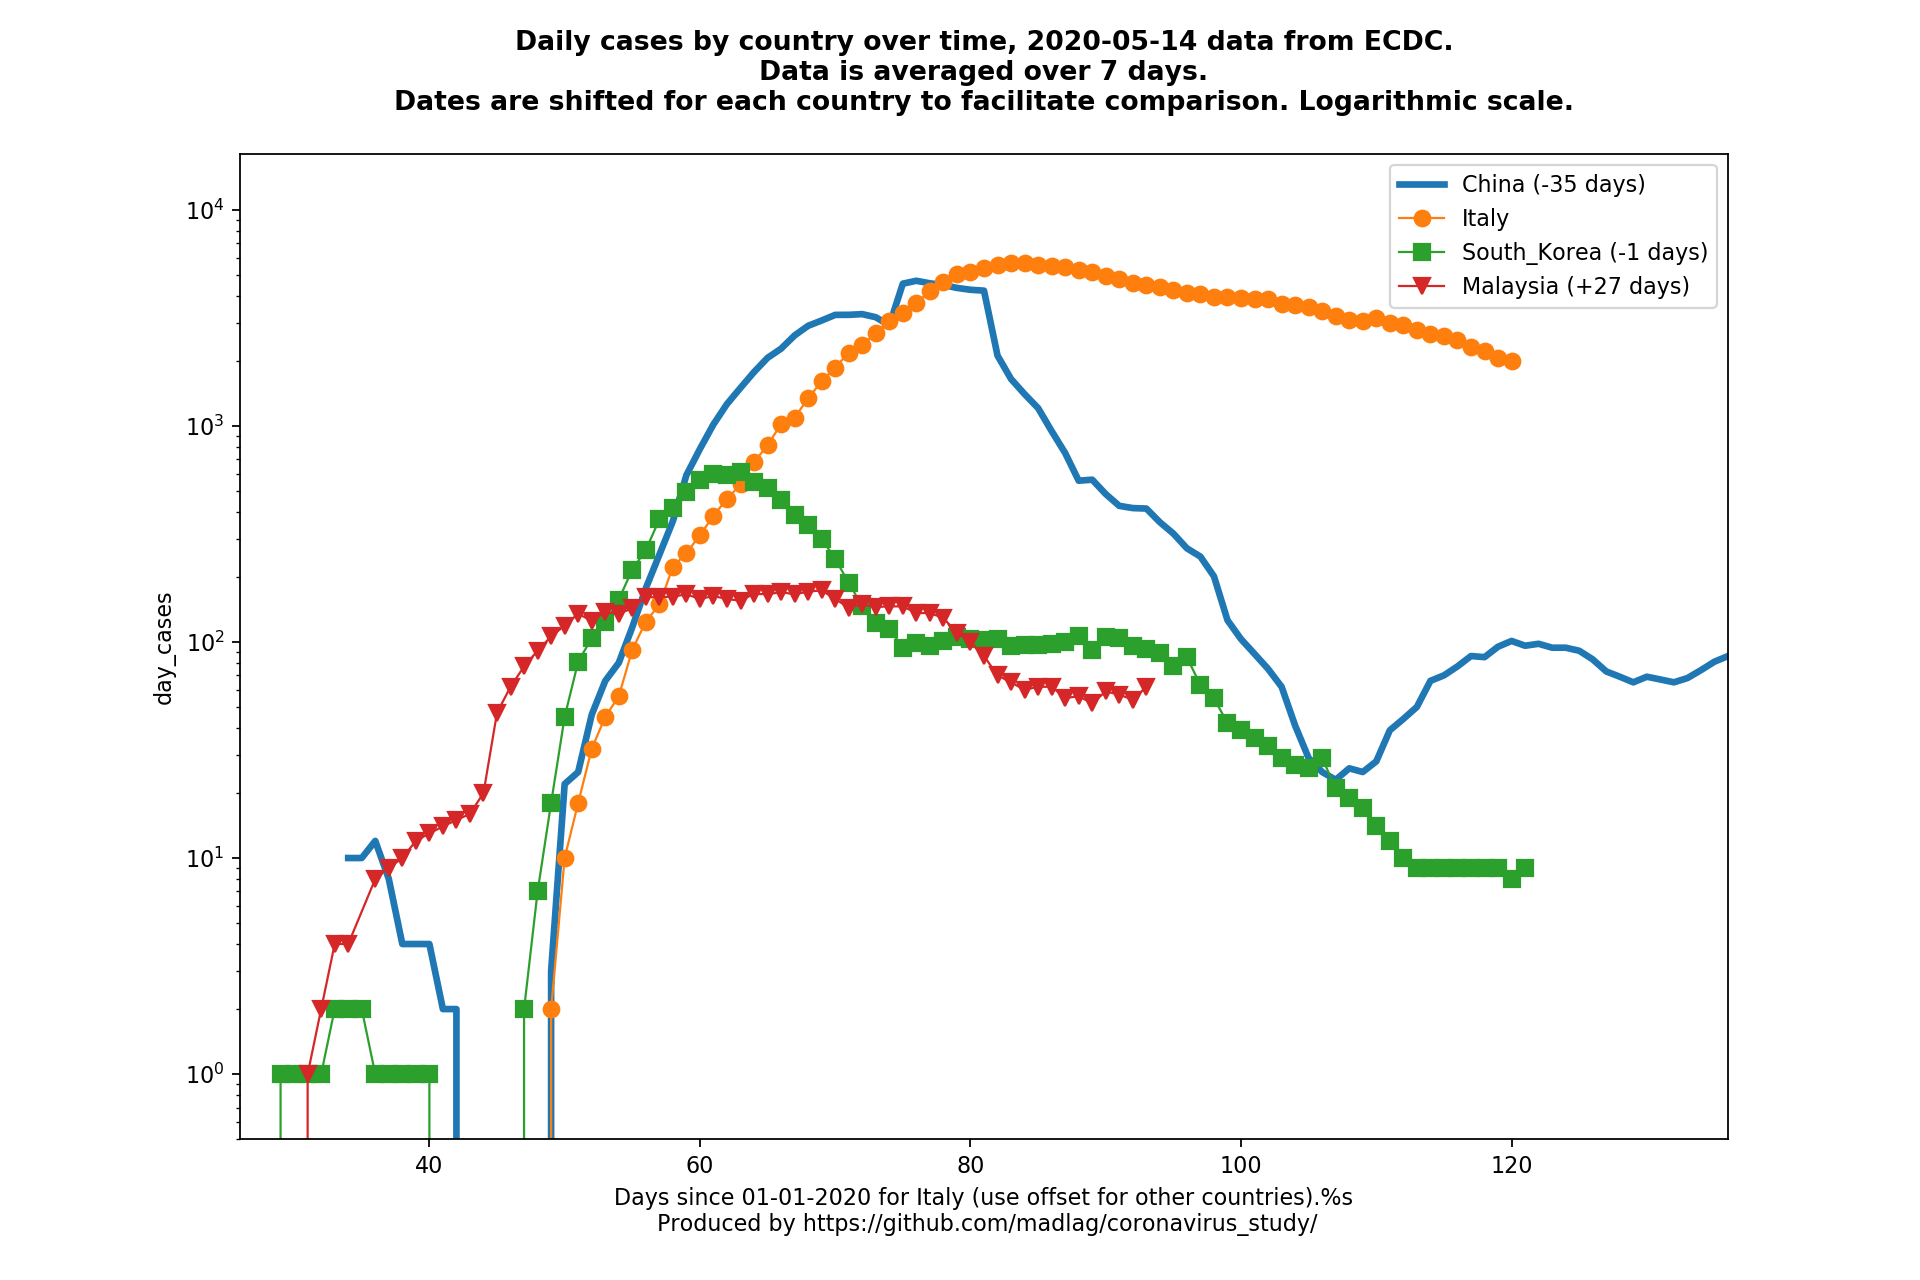 Daily cases by country over time, 2020-05-14 data from ECDC.
Data is averaged over 7 days.
Dates are shifted for each country to facilitate comparison. Logarithmic scale.
China (-35 days)
Italy
South_Korea (-1 days)
Malaysia (+27 days)
10⁴
10³
10²
10¹
10⁰
day_cases
40 60 80 100 120
Days since 01-01-2020 for Italy (use offset for other countries).%s
Produced by https://github.com/madlag/coronavirus_study/